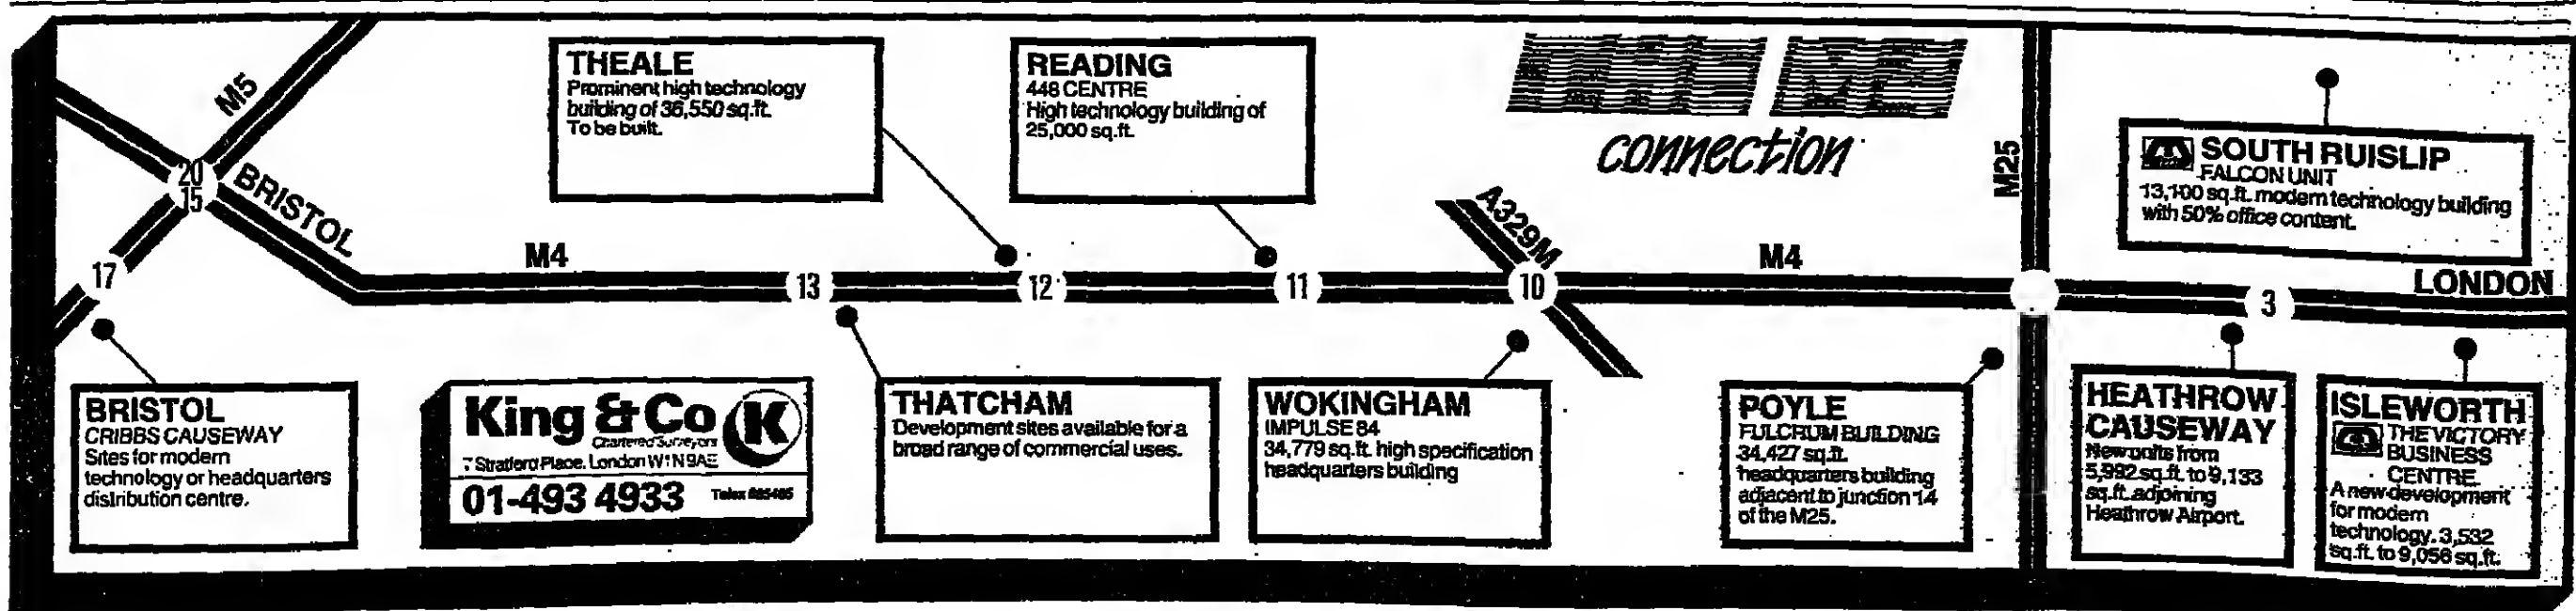 THEALE
Prominent high technology
building of 36,550 sq.ft.
To be built.
READING
448 CENTRE
High technology building of
25,000 sq.ft.
THE M4
connection
SOUTH RUISLIP
FALCON UNIT
13,100 sq.ft. modern technology building
with 50% office content.
M5
20
15
BRISTOL
17
M4
13
12
11
A329M
10
M4
M25
3
LONDON
BRISTOL
CRIBBS CAUSEWAY
Sites for modern
technology or headquarters
distribution centre.
King & Co K
Chartered Surveyors
7 Stratford Place, London W1N 9AE
01-493 4933
Telex
THATCHAM
Development sites available for a
broad range of commercial uses.
WOKINGHAM
IMPULSE 84
34,779 sq.ft. high specification
headquarters building
POYLE
FULCRUM BUILDING
34,427 sq.ft.
headquarters building
adjacent to junction 14
of the M25.
HEATHROW
CAUSEWAY
New units from
5,992 sq.ft. to 9,133
sq.ft. adjoining
Heathrow Airport.
ISLEWORTH
THE VICTORY
BUSINESS
CENTRE
A new development
for modern
technology. 3,532
sq.ft. to 9,056 sq.ft.